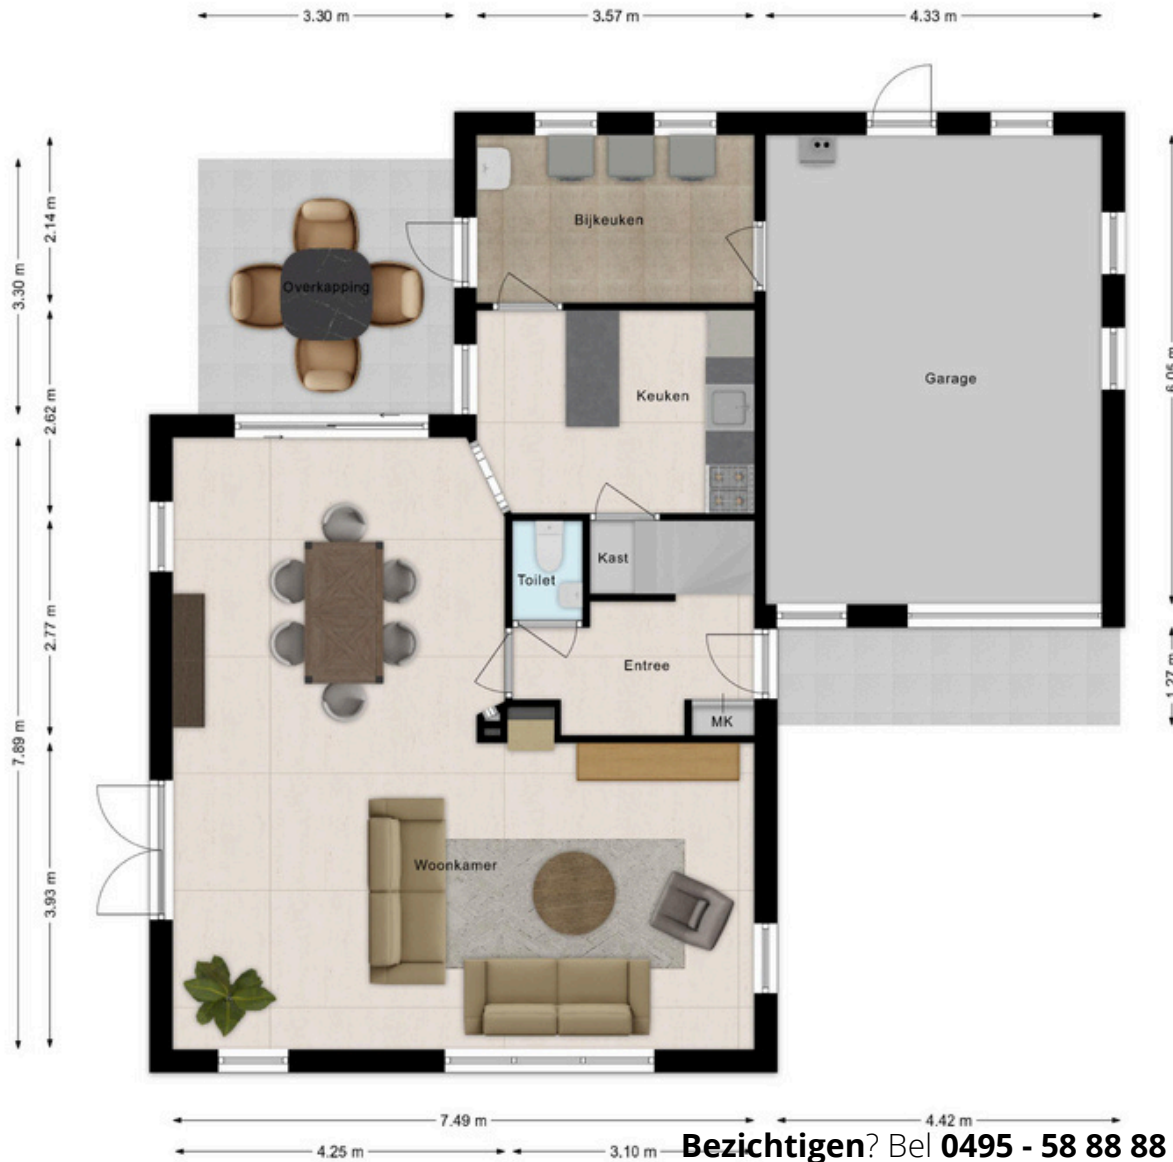 3.30 m
3.57 m
4.33 m
Bijkeuken
2.14 m
3.30 m
Overkapping
Garage
Keuken
2.62 m
6.05 m
Kast
Toilet
2.77 m
Entree
1.27 m
MK
7.89 m
Woonkamer
3.93 m
7.49 m
4.42 m
4.25 m
3.10 m
Bezichtigen? Bel 0495 - 58 88 88